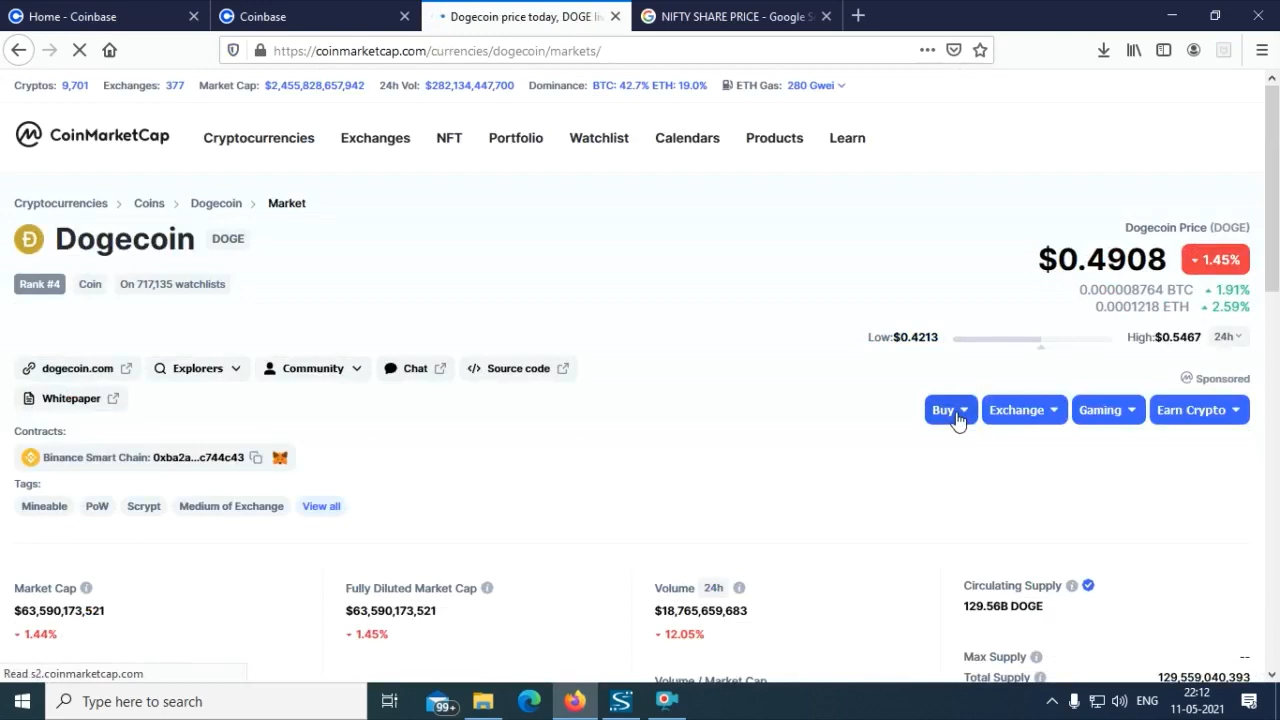 Home - Coinbase
Coinbase
Dogecoin price today, DOGE li
NIFTY SHARE PRICE - Google S
https://coinmarketcap.com/currencies/dogecoin/markets/
Cryptos: 9,701 Exchanges: 377 Market Cap: $2,455,828,657,942 24h Vol: $282,134,447,700 Dominance: BTC: 42.7% ETH: 19.0% ETH Gas: 280 Gwei
CoinMarketCap Cryptocurrencies Exchanges NFT Portfolio Watchlist Calendars Products Learn
Cryptocurrencies > Coins > Dogecoin > Market
Dogecoin DOGE
Rank #4 Coin On 717,135 watchlists
Dogecoin Price (DOGE)
$0.4908 1.45%
0.000008764 BTC 1.91%
0.0001218 ETH 2.59%
Low:$0.4213 High:$0.5467 24h
dogecoin.com Explorers Community Chat Source code
Whitepaper
Sponsored
Buy Exchange Gaming Earn Crypto
Contracts:
Binance Smart Chain: 0xba2a...c744c43
Tags:
Mineable PoW Scrypt Medium of Exchange View all
Market Cap
$63,590,173,521
1.44%
Fully Diluted Market Cap
$63,590,173,521
1.45%
Volume 24h
$18,765,659,683
12.05%
Volume / Market Cap
Circulating Supply
129.56B DOGE
Max Supply --
Total Supply 129,559,040,393
Read s2.coinmarketcap.com
Type here to search
99+
ENG
22:12
11-05-2021